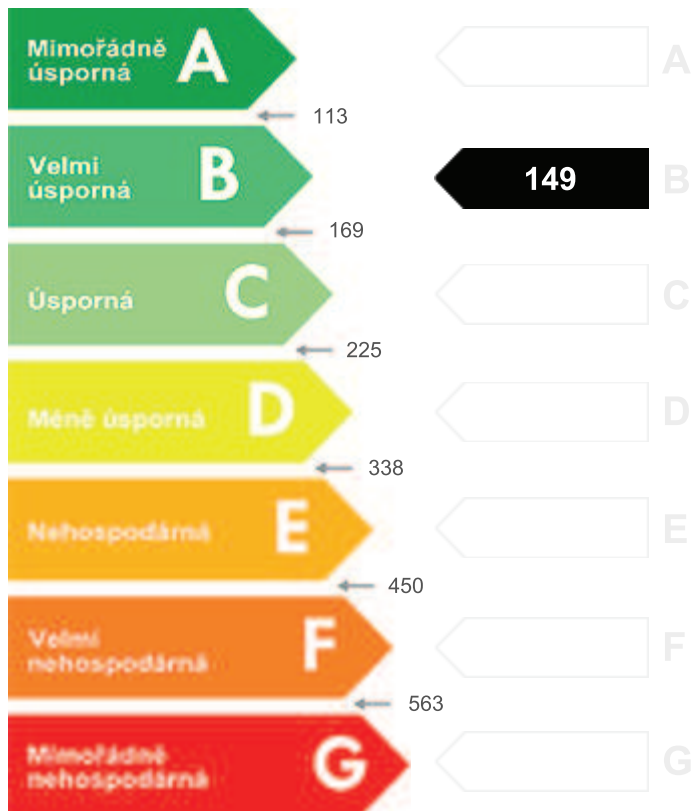 Mimořádně
úsporná
A
A
113
Velmi
úsporná
B
149
B
169
Úsporná
C
C
225
Méně úsporná
D
D
338
Nehospodárná
E
E
450
Velmi
nehospodárná
F
F
563
Mimořádně
nehospodárná
G
G